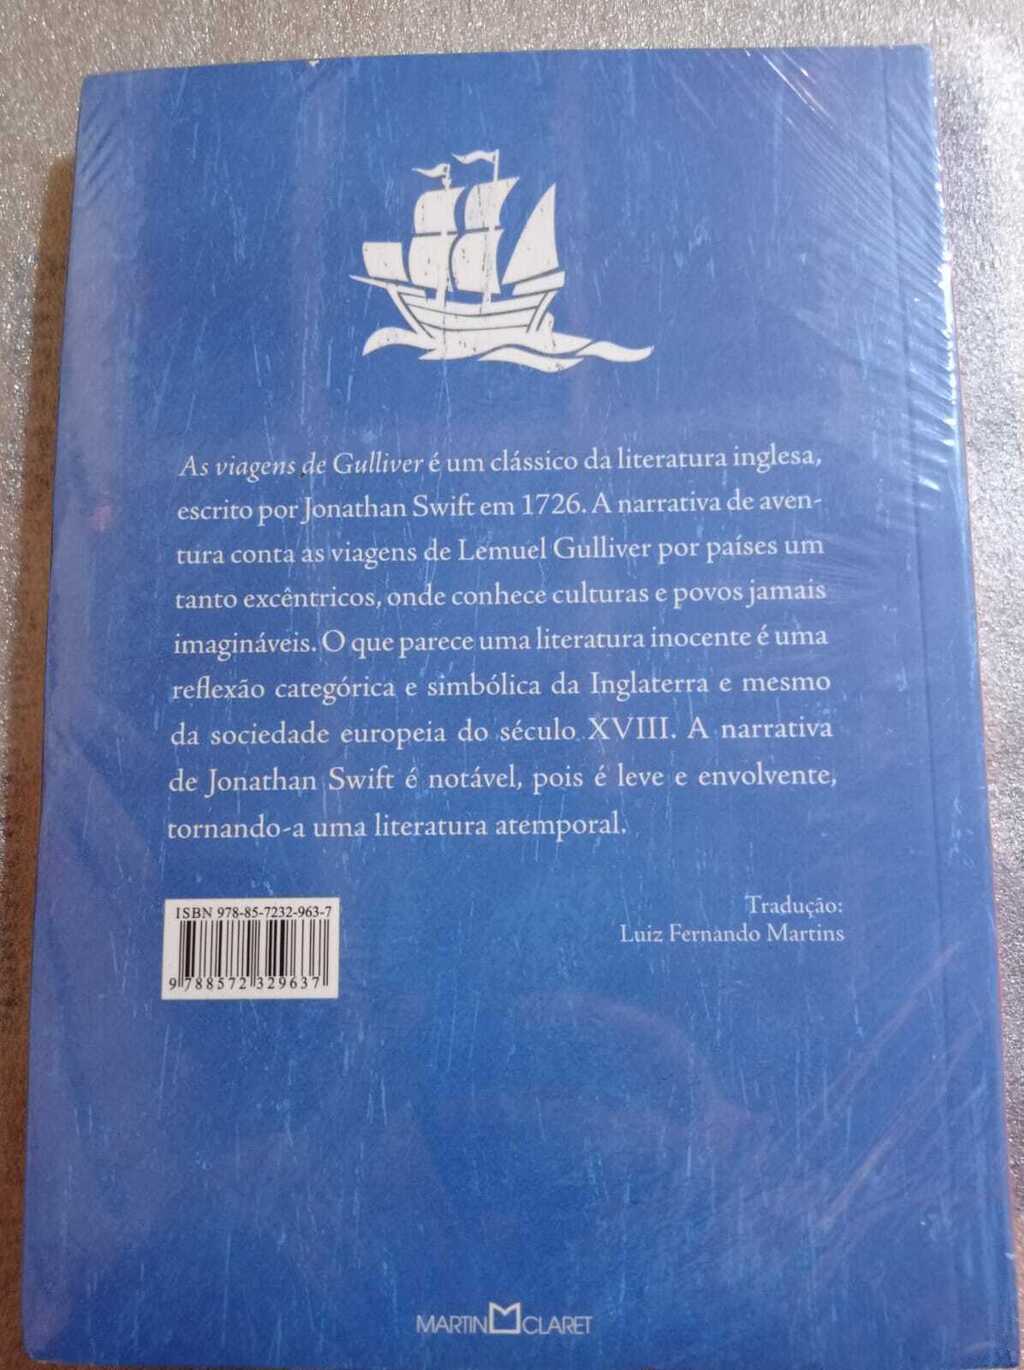 As viagens de Gulliver é um clássico da literatura inglesa,
escrito por Jonathan Swift em 1726. A narrativa de aven-
tura conta as viagens de Lemuel Gulliver por países um
tanto excêntricos, onde conhece culturas e povos jamais
imagináveis. O que parece uma literatura inocente é uma
reflexão categórica e simbólica da Inglaterra e mesmo
da sociedade europeia do século XVIII. A narrativa
de Jonathan Swift é notável, pois é leve e envolvente,
tornando-a uma literatura atemporal.
ISBN 978-85-7232-963-7
9 788572 329637
Tradução:
Luiz Fernando Martins
MARTIN CLARET